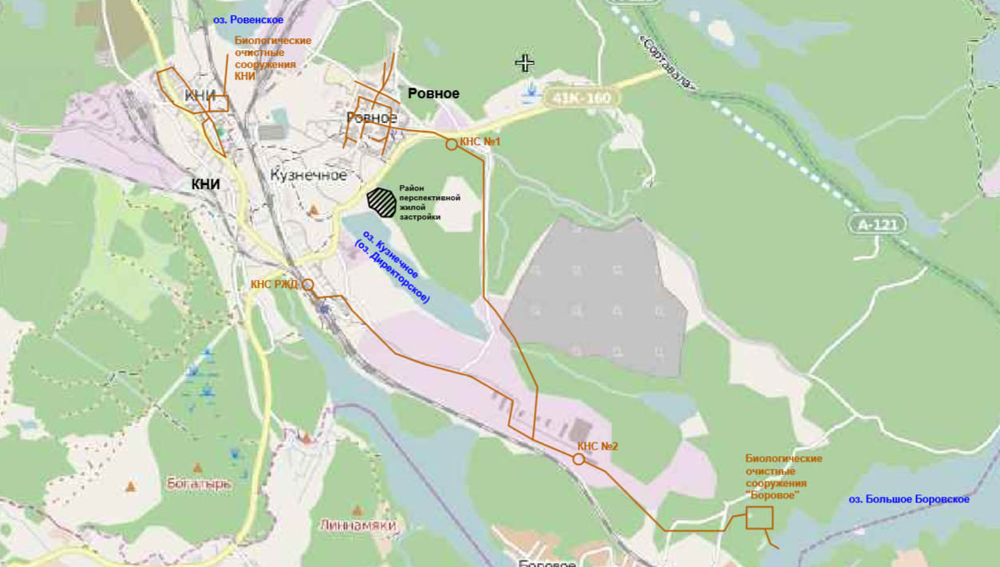 оз. Ровенское
Биологические
очистные
сооружения
КНИ
КНИ
Ровное
Ровное
41К-160
«Сортавала»
КНС №1
Кузнечное
КНИ
Район
перспективной
жилой
застройки
А-121
оз. Кузнечное
(оз. Директорское)
КНС РЖД
КНС №2
Биологические
очистные
сооружения
"Боровое"
Богатырь
оз. Большое Боровское
Линнамяки
Боровое